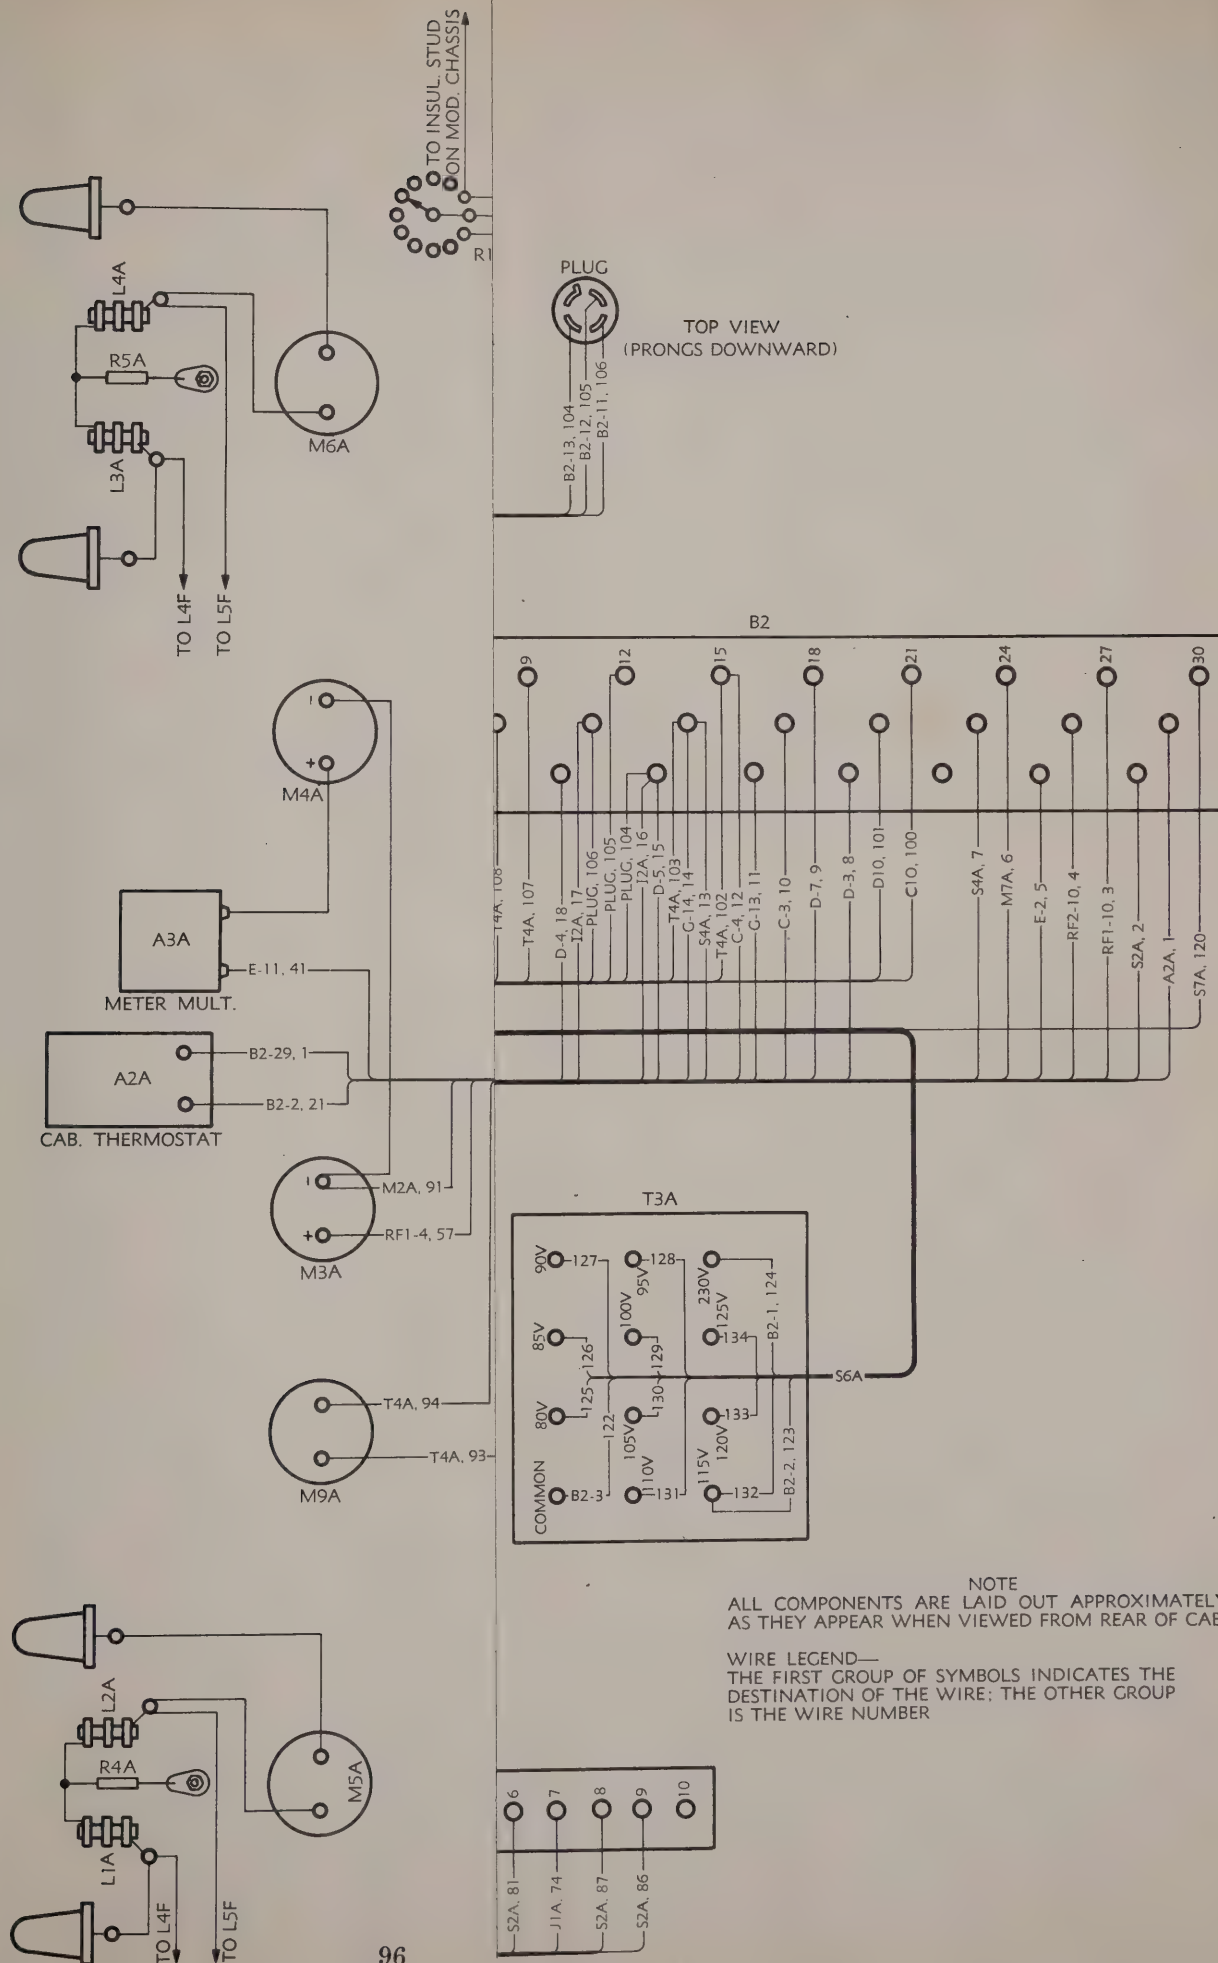 TO INSUL. STUD
ON MOD. CHASSIS
R1
L4A
R5A
L3A
M6A
TO L4F
TO L5F
PLUG
TOP VIEW
(PRONGS DOWNWARD)
B2-13, 104
B2-12, 105
B2-11, 106
B2
9
12
15
18
21
24
27
30
-
+
M4A
A3A
METER MULT.
E-11, 41
A2A
CAB. THERMOSTAT
B2-29, 1
B2-2, 21
T4A, 108
T4A, 107
D-4, 18
I2A, 17
PLUG, 106
PLUG, 105
PLUG, 104
I2A, 16
D-5, 15
T4A, 103
G-14, 14
S4A, 13
T4A, 102
C-4, 12
G-13, 11
C-3, 10
D-7, 9
D-3, 8
D10, 101
C10, 100
S4A, 7
M7A, 6
E-2, 5
RF2-10, 4
RF1-10, 3
S2A, 2
A2A, 1
S7A, 120
-
+
M3A
M2A, 91
RF1-4, 57
M9A
T4A, 94
T4A, 93
T3A
90V
127
128
95V
230V
85V
126
100V
129
125V
134
B2-1, 124
S6A
80V
125
122
105V
130
120V
133
B2-2, 123
COMMON
B2-3
110V
131
115V
132
NOTE
ALL COMPONENTS ARE LAID OUT APPROXIMATELY
AS THEY APPEAR WHEN VIEWED FROM REAR OF CAB
WIRE LEGEND—
THE FIRST GROUP OF SYMBOLS INDICATES THE
DESTINATION OF THE WIRE; THE OTHER GROUP
IS THE WIRE NUMBER
L2A
R4A
L1A
M5A
TO L4F
TO L5F
6
7
8
9
10
S2A, 81
J1A, 74
S2A, 87
S2A, 86
96